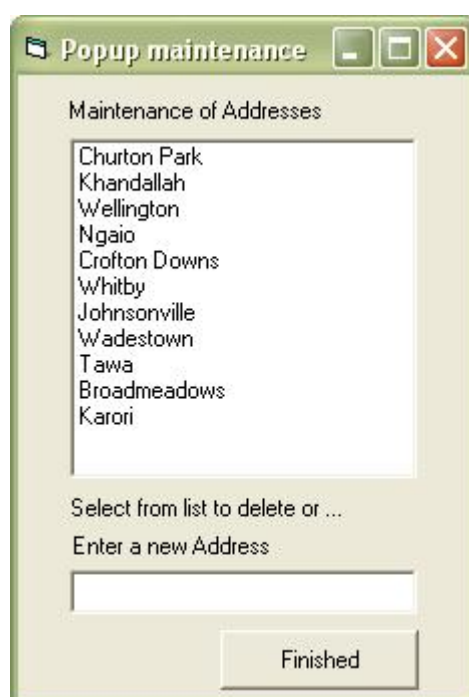 Popup maintenance
Maintenance of Addresses
Churton Park
Khandallah
Wellington
Ngaio
Crofton Downs
Whitby
Johnsonville
Wadestown
Tawa
Broadmeadows
Karori
Select from list to delete or ...
Enter a new Address
Finished